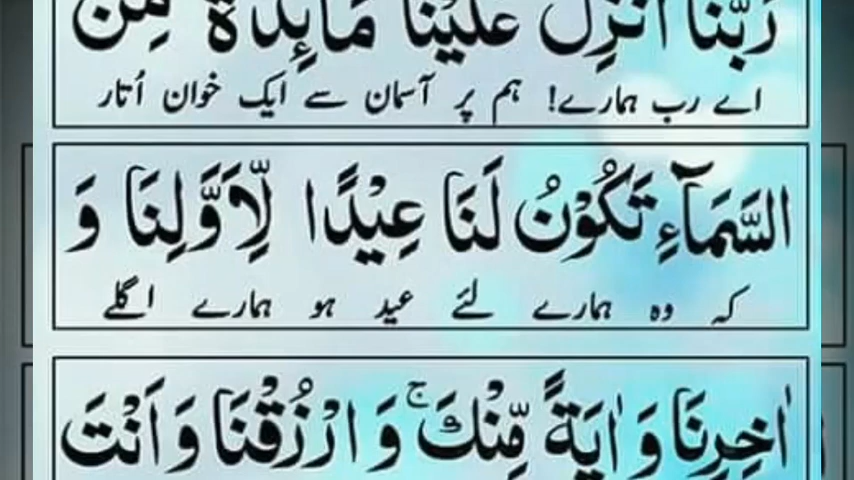 رَبَّنَا اَنْزِلْ عَلَيْنَا مَآئِدَةً مِّنَ
اے رب ہمارے! ہم پر آسمان سے ایک خوان اُتار
السَّمَآءِ تَكُوْنُ لَنَا عِيْدًا لِّاَوَّلِنَا وَ
کہ وہ ہمارے لئے عید ہو ہمارے اگلے
اٰخِرِنَا وَ اٰيَةً مِّنْكَ ۚ وَ ارْزُقْنَا وَ اَنْتَ